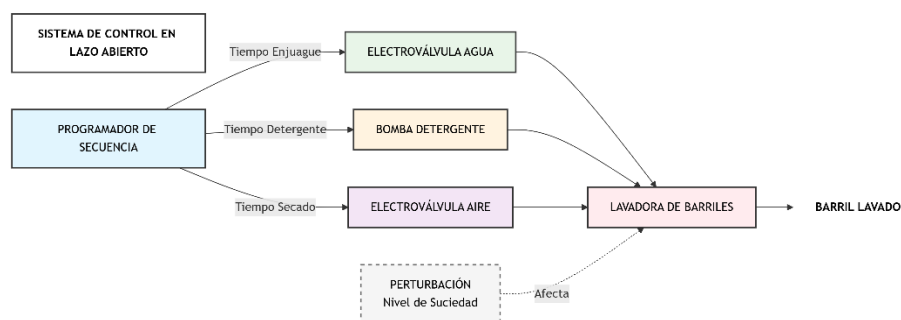 SISTEMA DE CONTROL EN
LAZO ABIERTO
Tiempo Enjuague
ELECTROVÁLVULA AGUA
PROGRAMADOR DE
SECUENCIA
Tiempo Detergente
BOMBA DETERGENTE
Tiempo Secado
ELECTROVÁLVULA AIRE
LAVADORA DE BARRILES
BARRIL LAVADO
PERTURBACIÓN
Nivel de Suciedad
Afecta